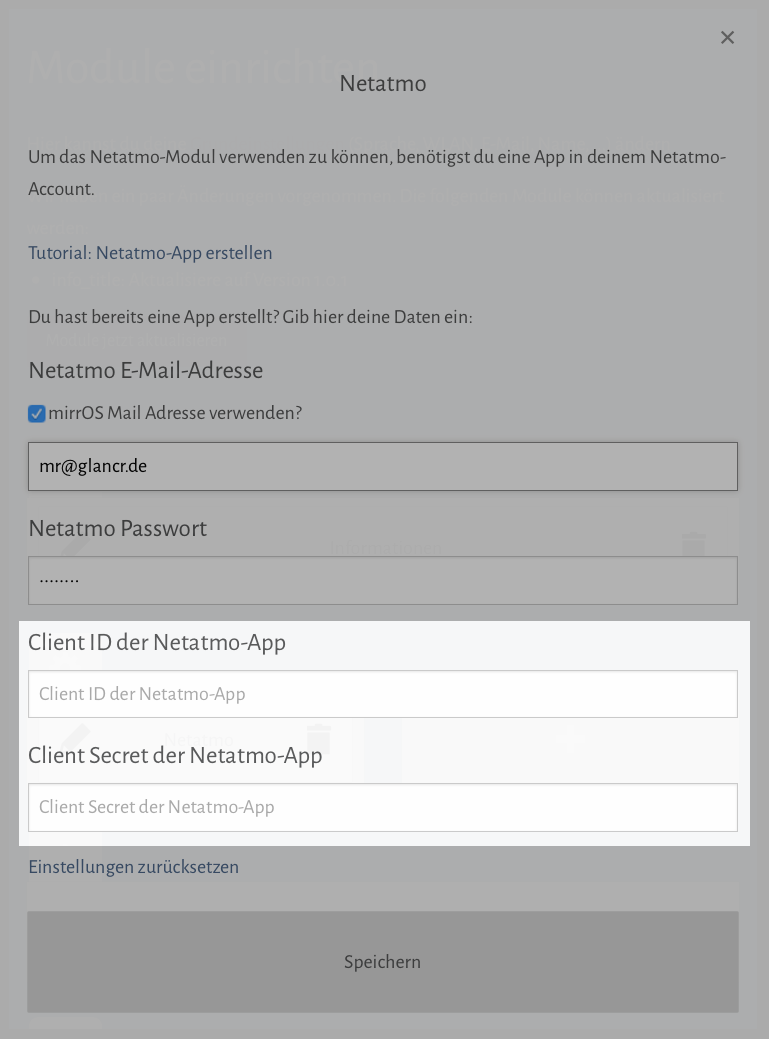 Module einrichten
Netatmo
Um das Netatmo-Modul verwenden zu können, benötigst du eine App in deinem Netatmo-
Account.
Tutorial: Netatmo-App erstellen
Du hast bereits eine App erstellt? Gib hier deine Daten ein:
Netatmo E-Mail-Adresse
mirrOS Mail Adresse verwenden?
mr@glancr.de
Netatmo Passwort
........
Client ID der Netatmo-App
Client ID der Netatmo-App
Netatmo
Client Secret der Netatmo-App
Client Secret der Netatmo-App
Einstellungen zurücksetzen
Speichern